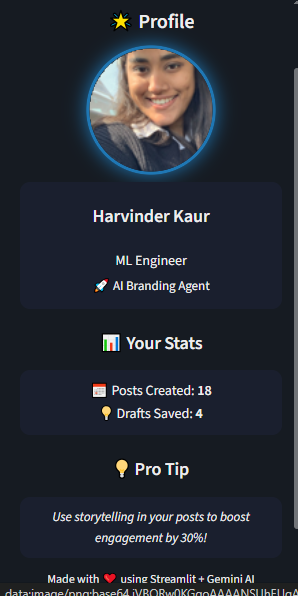 🌟 Profile
Harvinder Kaur
ML Engineer
🚀 AI Branding Agent
📊 Your Stats
📅 Posts Created: 18
💡 Drafts Saved: 4
💡 Pro Tip
Use storytelling in your posts to boost
engagement by 30%!
Made with ❤️ using Streamlit + Gemini AI